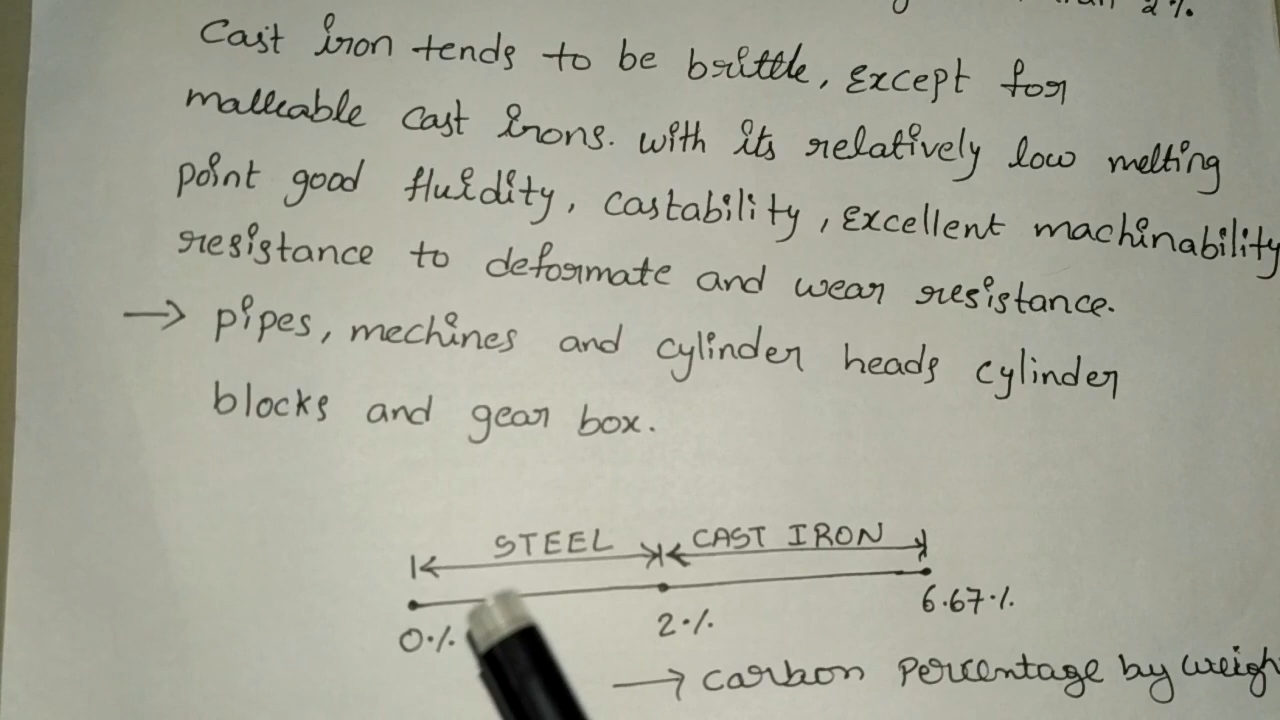 2%
Cast iron tends to be brittle, except for
malleable cast irons. with its relatively low melting
point good fluidity, castability, excellent machinability
resistance to deformate and wear resistance.
→ pipes, mechines and cylinder heads cylinder
blocks and gear box.
STEEL CAST IRON
0% 2% 6.67%
→ carbon percentage by weigh